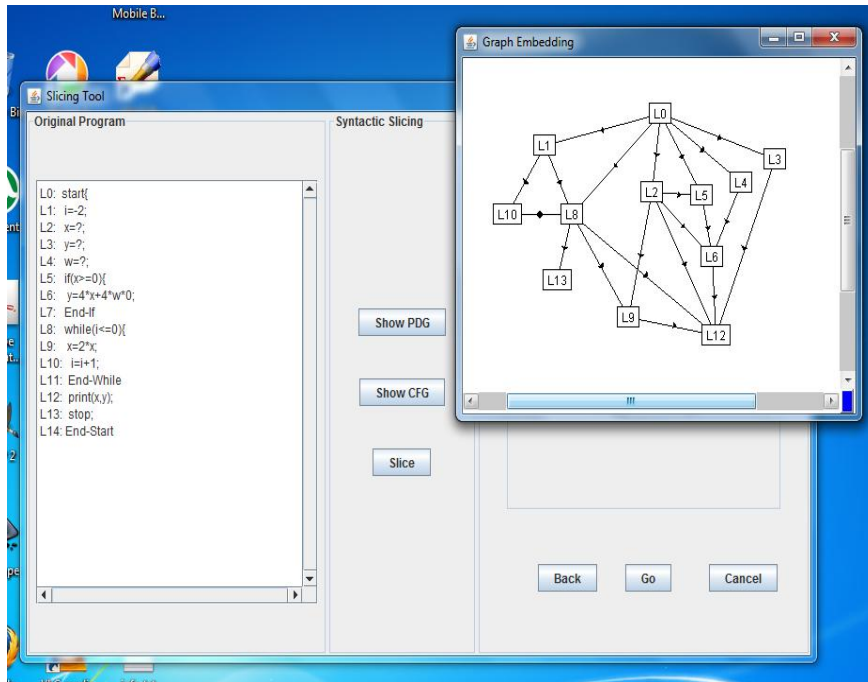 Mobile B...
Graph Embedding
Slicing Tool
Original Program
Syntactic Slicing
L0: start{
L1: i=-2;
L2: x=?;
L3: y=?;
L4: w=?;
L5: if(x>=0){
L6: y=4*x+4*w*0;
L7: End-If
L8: while(i<=0){
L9: x=2*x;
L10: i=i+1;
L11: End-While
L12: print(x,y);
L13: stop;
L14: End-Start
Show PDG
Show CFG
Slice
L0
L1
L3
L4
L2
L5
L10
L8
L6
L13
L9
L12
Back
Go
Cancel